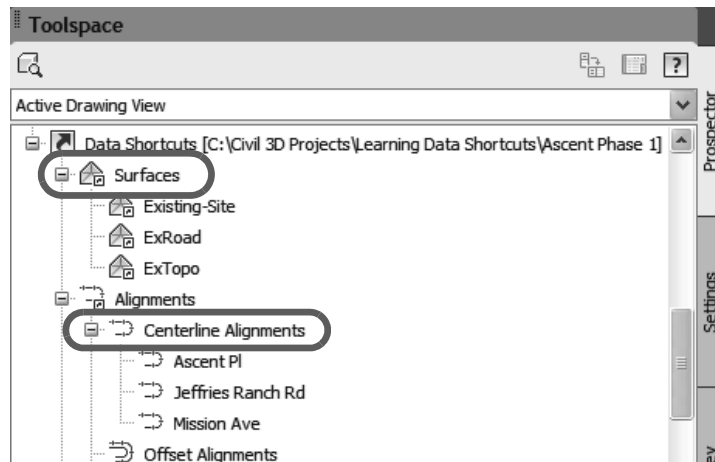 Toolspace
?
Active Drawing View
Data Shortcuts [C:\Civil 3D Projects\Learning Data Shortcuts\Ascent Phase 1]
Surfaces
Existing-Site
ExRoad
ExTopo
Alignments
Centerline Alignments
Ascent Pl
Jeffries Ranch Rd
Mission Ave
Offset Alignments
Prospector
Settings